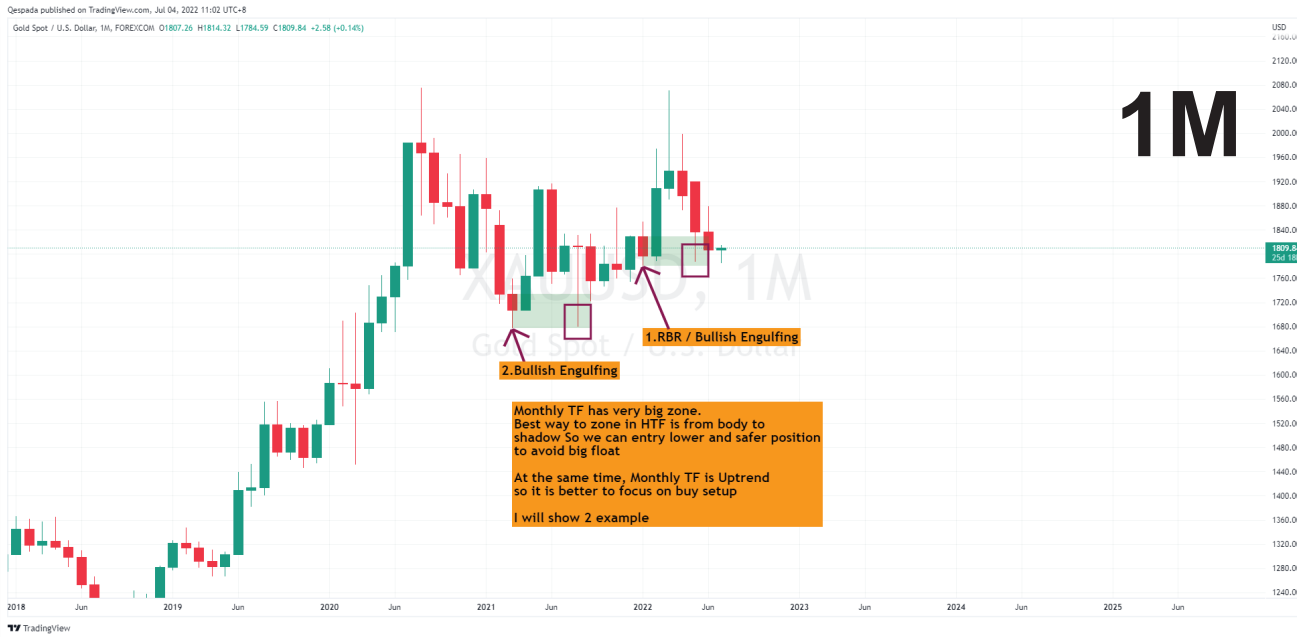 Qespada published on TradingView.com, Jul 04, 2022 11:02 UTC+8
Gold Spot / U.S. Dollar, 1M, FOREXCOM O1807.26 H1814.32 L1784.59 C1809.84 +2.58 (+0.14%)
USD
2160.00
2120.00
2080.00
1M
2040.00
2000.00
1960.00
1920.00
1880.00
1840.00
1809.84
25d 18h
XAUUSD, 1M
1760.00
1720.00
1680.00
1.RBR / Bullish Engulfing
Gold Spot / U.S. Dollar
1640.00
2.Bullish Engulfing
1600.00
1560.00
Monthly TF has very big zone.
Best way to zone in HTF is from body to
shadow So we can entry lower and safer position
to avoid big float
At the same time, Monthly TF is Uptrend
so it is better to focus on buy setup
I will show 2 example
1520.00
1480.00
1440.00
1400.00
1360.00
1320.00
1280.00
1240.00
2018 Jun 2019 Jun 2020 Jun 2021 Jun 2022 Jun 2023 Jun 2024 Jun 2025 Jun
TradingView